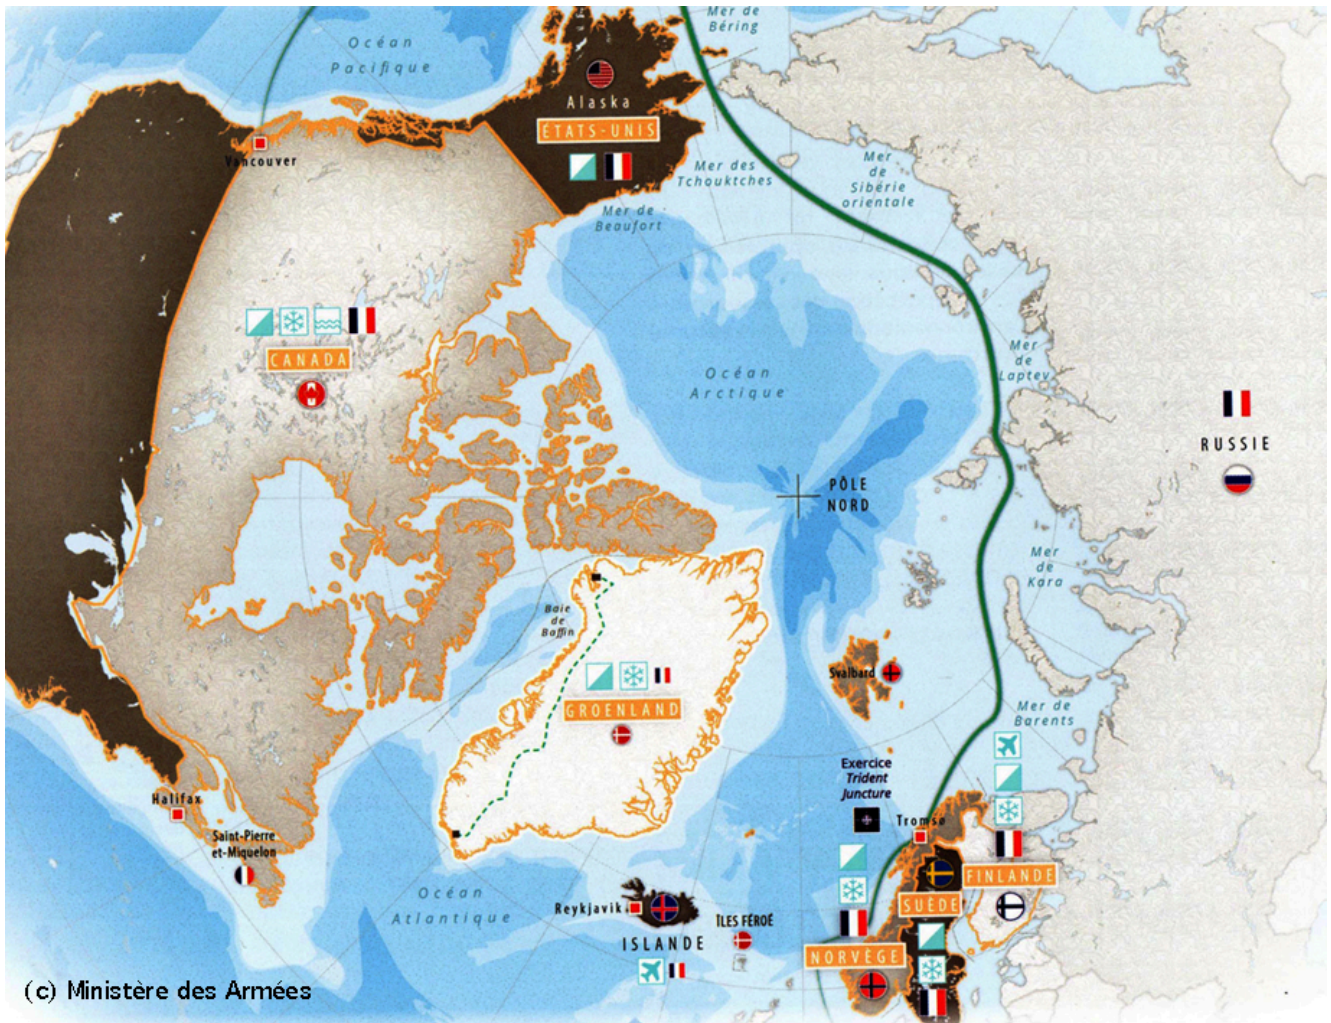 Mer de
Béring
Océan
Pacifique
Alaska
ÉTATS-UNIS
Vancouver
Mer des
Tchouktches
Mer
de
Sibérie
orientale
Mer de
Beaufort
CANADA
Océan
Arctique
Mer
de
Laptev
RUSSIE
PÔLE
NORD
Mer
de
Kara
Baie
de
Baffin
Svalbard
GROENLAND
Mer de
Barents
Exercice
Trident
Juncture
Halifax
Tromsø
Saint-Pierre
et-Miquelon
FINLANDE
Océan
Atlantique
SUÈDE
Reykjavik
ISLANDE
ÎLES FÉROÉ
NORVÈGE
(c) Ministère des Armées